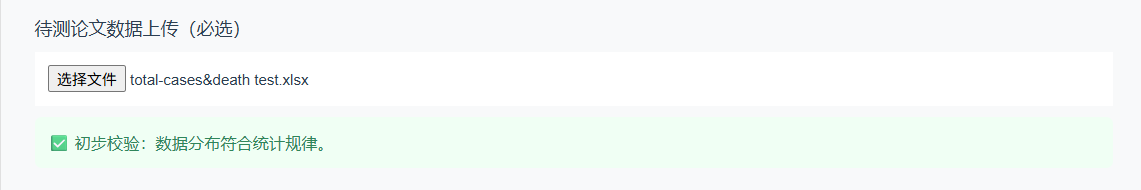 待测论文数据上传（必选）
选择文件 total-cases&death test.xlsx
✅ 初步校验：数据分布符合统计规律。